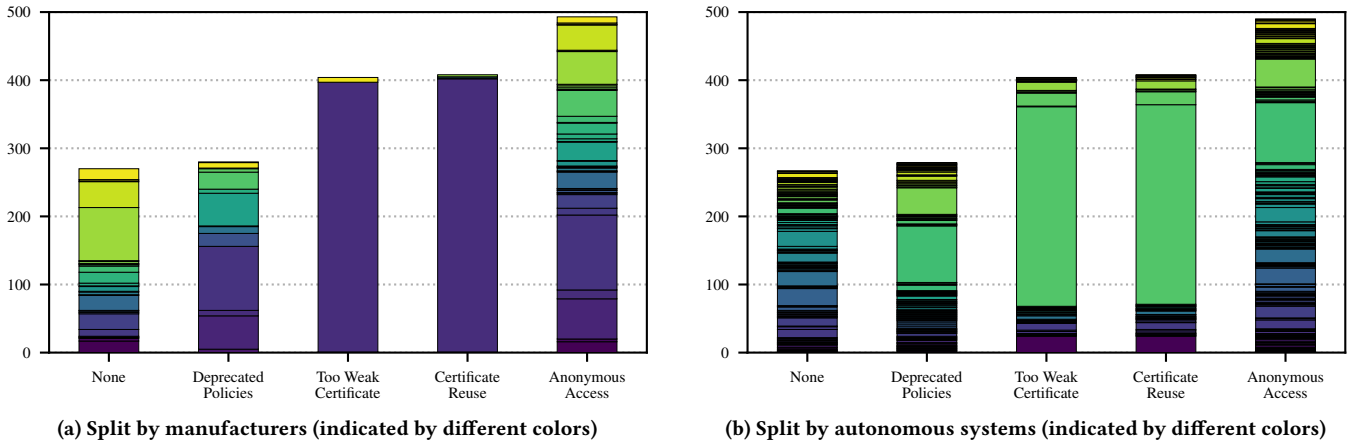 500
400
300
200
100
0
None
Deprecated
Policies
Too Weak
Certificate
Certificate
Reuse
Anonymous
Access
(a) Split by manufacturers (indicated by different colors)
500
400
300
200
100
0
None
Deprecated
Policies
Too Weak
Certificate
Certificate
Reuse
Anonymous
Access
(b) Split by autonomous systems (indicated by different colors)